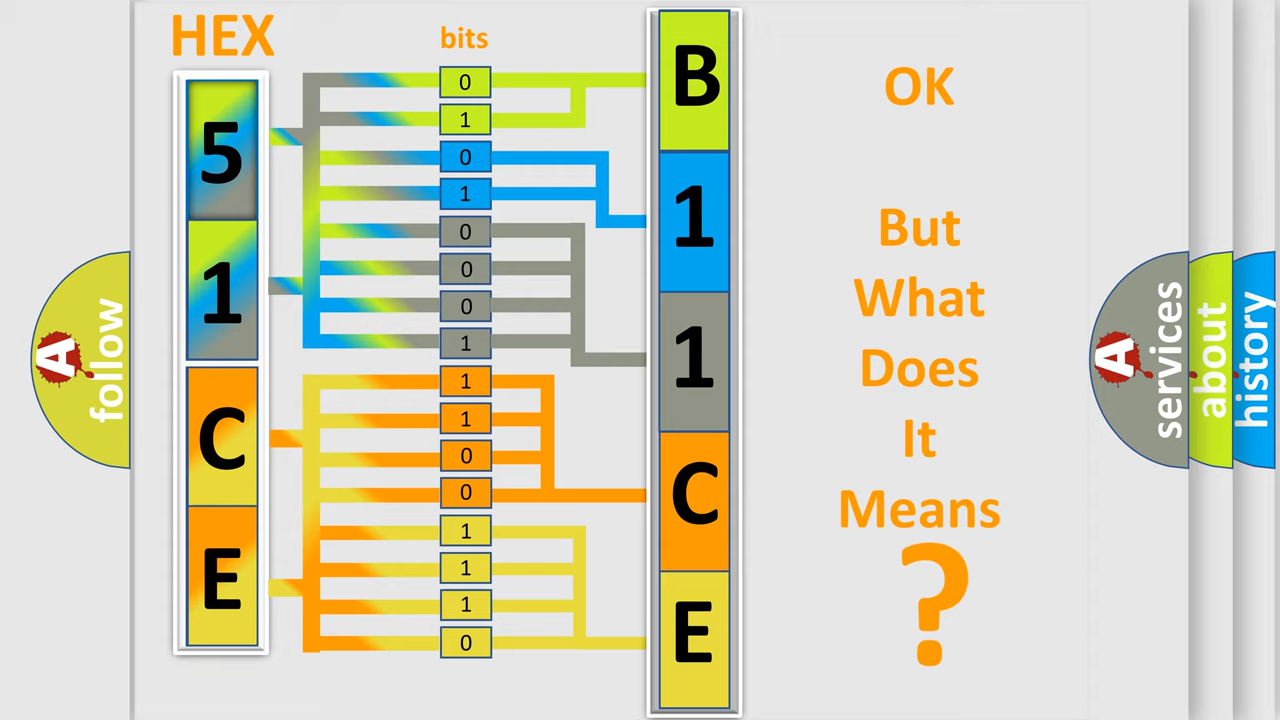 HEX
bits
5
1
C
E
0
1
0
1
0
0
0
1
1
1
0
0
1
1
1
0
B
1
1
C
E
OK
But
What
Does
It
Means
?
A
follow
A
services
about
history